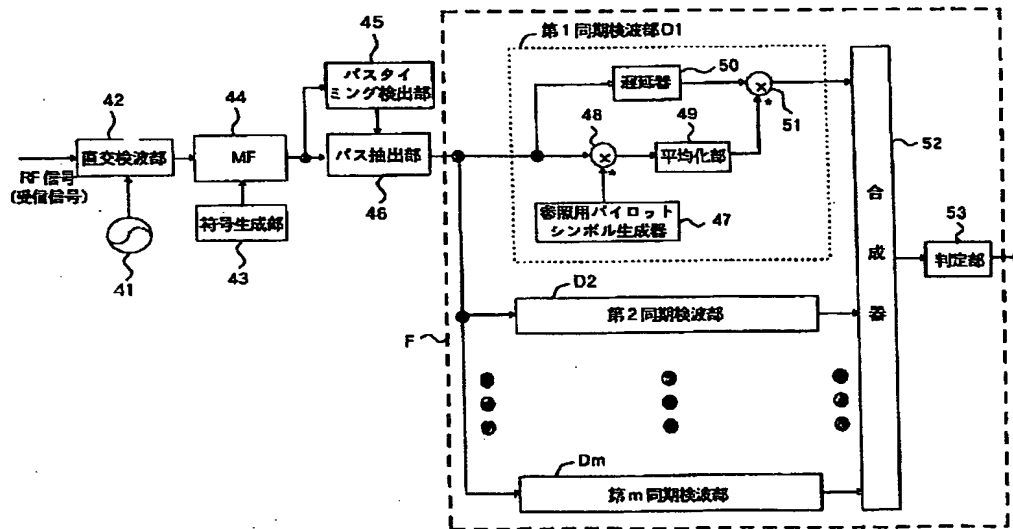 第1同期検波部D1
45
パスタイ
ミング検出部
50
遅延器
×
*
51
42
44
48
49
52
直交検波部
MF
パス抽出部
×
*
平均化部
RF信号
(受信信号)
46
参照用パイロット
シンボル生成器
47
符号生成部
41
43
合成器
53
判定部
D2
第2同期検波部
F
Dm
第m同期検波部